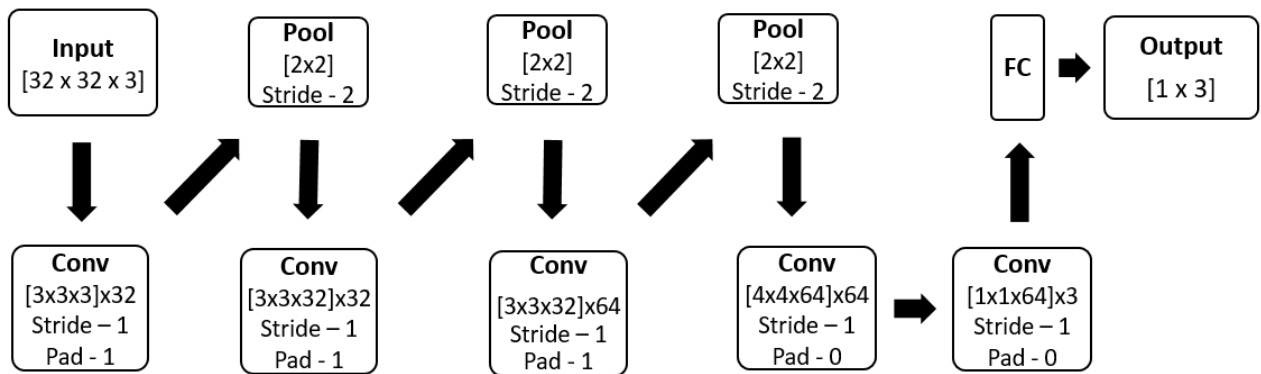 Input
[32 x 32 x 3]
Pool
[2x2]
Stride - 2
Pool
[2x2]
Stride - 2
Pool
[2x2]
Stride - 2
FC
Output
[1 x 3]
Conv
[3x3x3]x32
Stride – 1
Pad - 1
Conv
[3x3x32]x32
Stride – 1
Pad - 1
Conv
[3x3x32]x64
Stride – 1
Pad - 1
Conv
[4x4x64]x64
Stride – 1
Pad - 0
Conv
[1x1x64]x3
Stride – 1
Pad - 0